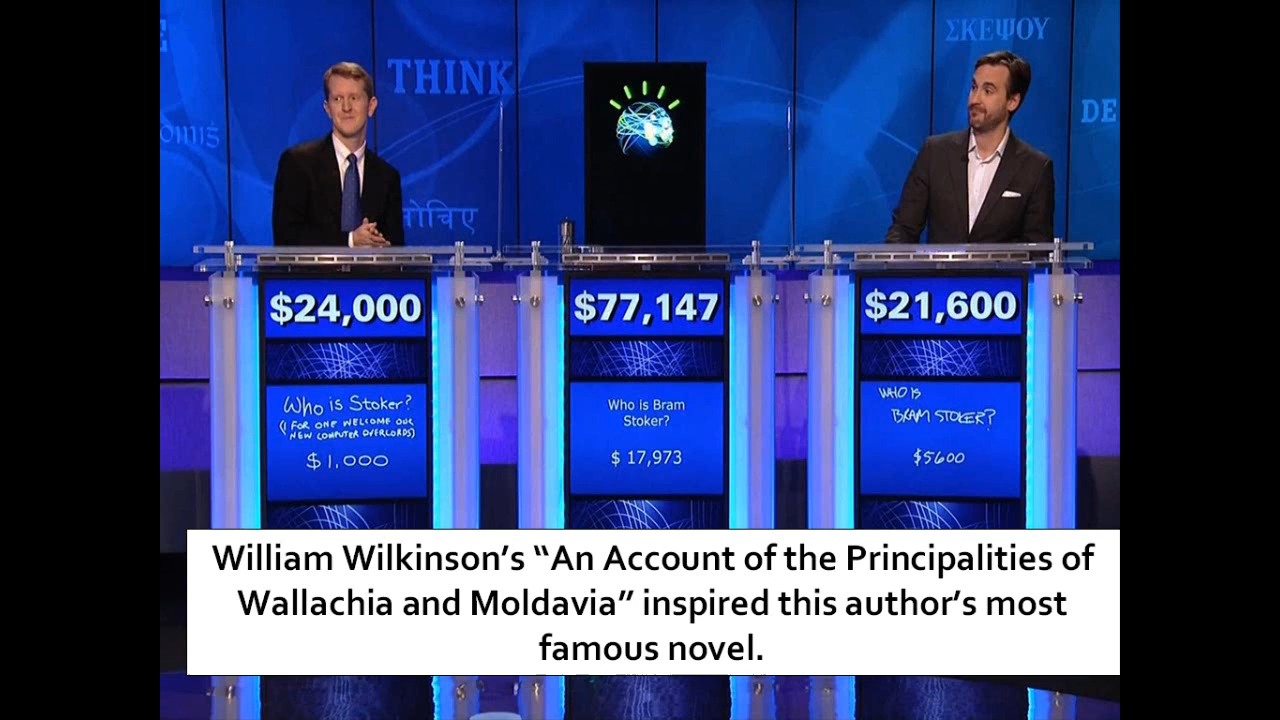 ΣΚΕΨΟΥ
THINK
DE
$24,000
$77,147
$21,600
Who is Stoker?
(I FOR ONE WELCOME OUR
NEW COMPUTER OVERLORDS)
$1,000
Who is Bram
Stoker?
$ 17,973
WHO IS
BRAM STOKER?
$5600
William Wilkinson’s “An Account of the Principalities of
Wallachia and Moldavia” inspired this author’s most
famous novel.